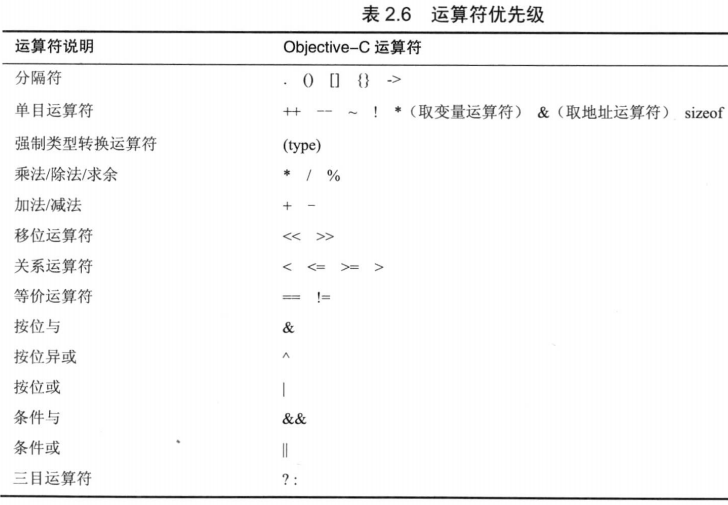 表 2.6 运算符优先级
运算符说明 Objective-C 运算符
分隔符 . () [] {} ->
单目运算符 ++ -- ~ ! *（取变量运算符） &（取地址运算符） sizeof
强制类型转换运算符 (type)
乘法/除法/求余 * / %
加法/减法 + -
移位运算符 << >>
关系运算符 < <= >= >
等价运算符 == !=
按位与 &
按位异或 ^
按位或 |
条件与 &&
条件或 ||
三目运算符 ? :